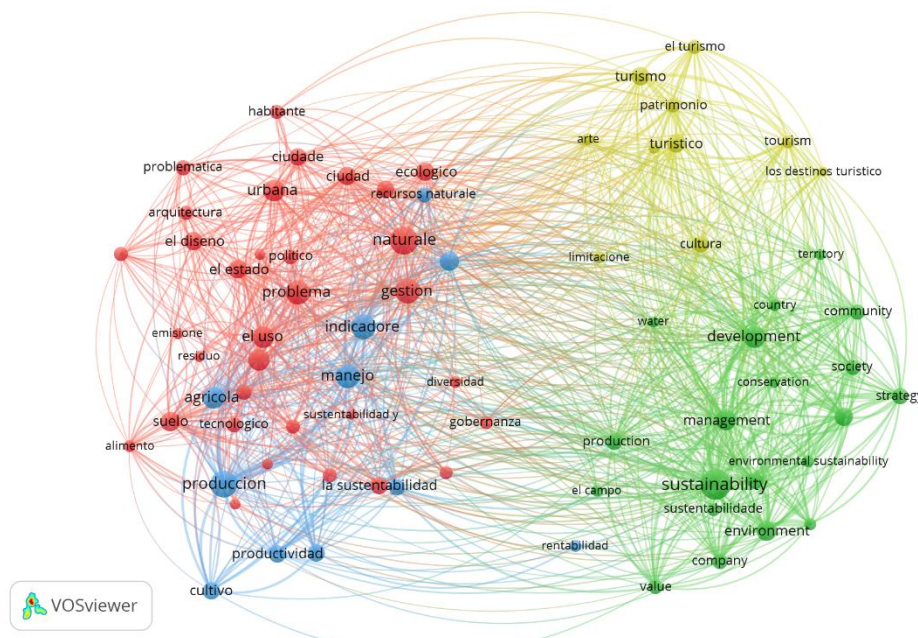 el turismo
turismo
patrimonio
habitante
arte
turistico
tourism
ciudade
problematica
ciudad
ecologico
los destinos turistico
urbana
recursos naturale
arquitectura
el diseno
naturale
cultura
politico
limitacione
territory
el estado
problema
gestion
country
community
indicadore
water
development
emisione
el uso
residuo
society
manejo
diversidad
conservation
agricola
strategy
sustentabilidad y
suelo
tecnologico
gobernanza
management
alimento
production
environmental sustainability
produccion
la sustentabilidad
el campo
sustainability
sustentabilidade
environment
rentabilidad
productividad
company
cultivo
value
VOSviewer